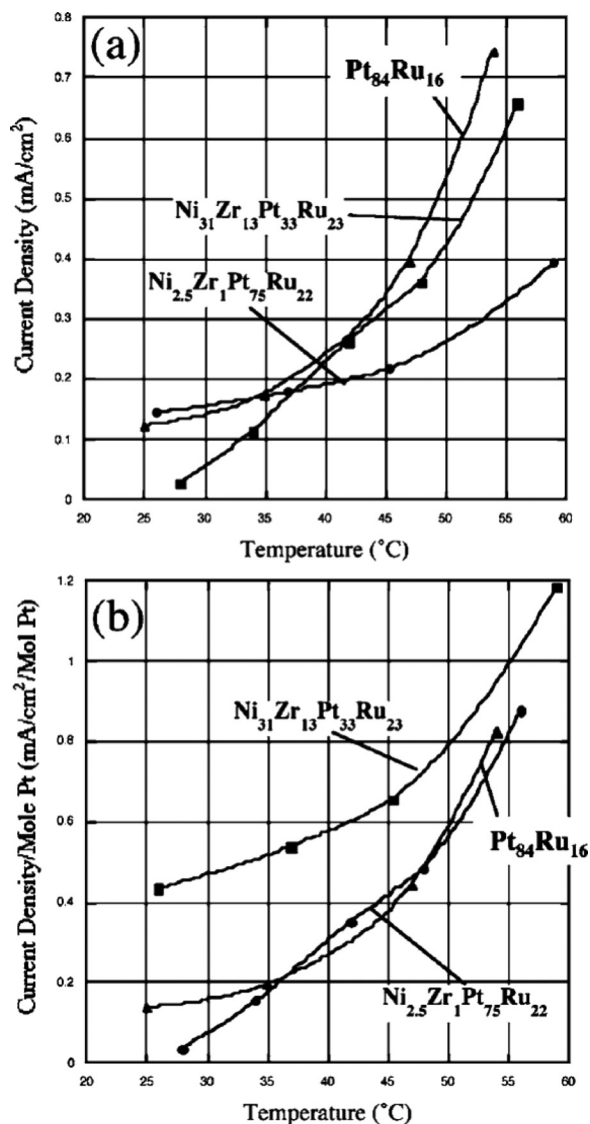 (a)
Current Density (mA/cm²)
0.8
0.7
0.6
0.5
0.4
0.3
0.2
0.1
0
Pt₈₄Ru₁₆
Ni₃₁Zr₁₃Pt₃₃Ru₂₃
Ni₂.₅Zr₁Pt₇₅Ru₂₂
20 25 30 35 40 45 50 55 60
Temperature (˚C)
(b)
Current Density/Mole Pt (mA/cm²/Mol Pt)
1.2
1
0.8
0.6
0.4
0.2
0
Ni₃₁Zr₁₃Pt₃₃Ru₂₃
Pt₈₄Ru₁₆
Ni₂.₅Zr₁Pt₇₅Ru₂₂
20 25 30 35 40 45 50 55 60
Temperature (˚C)